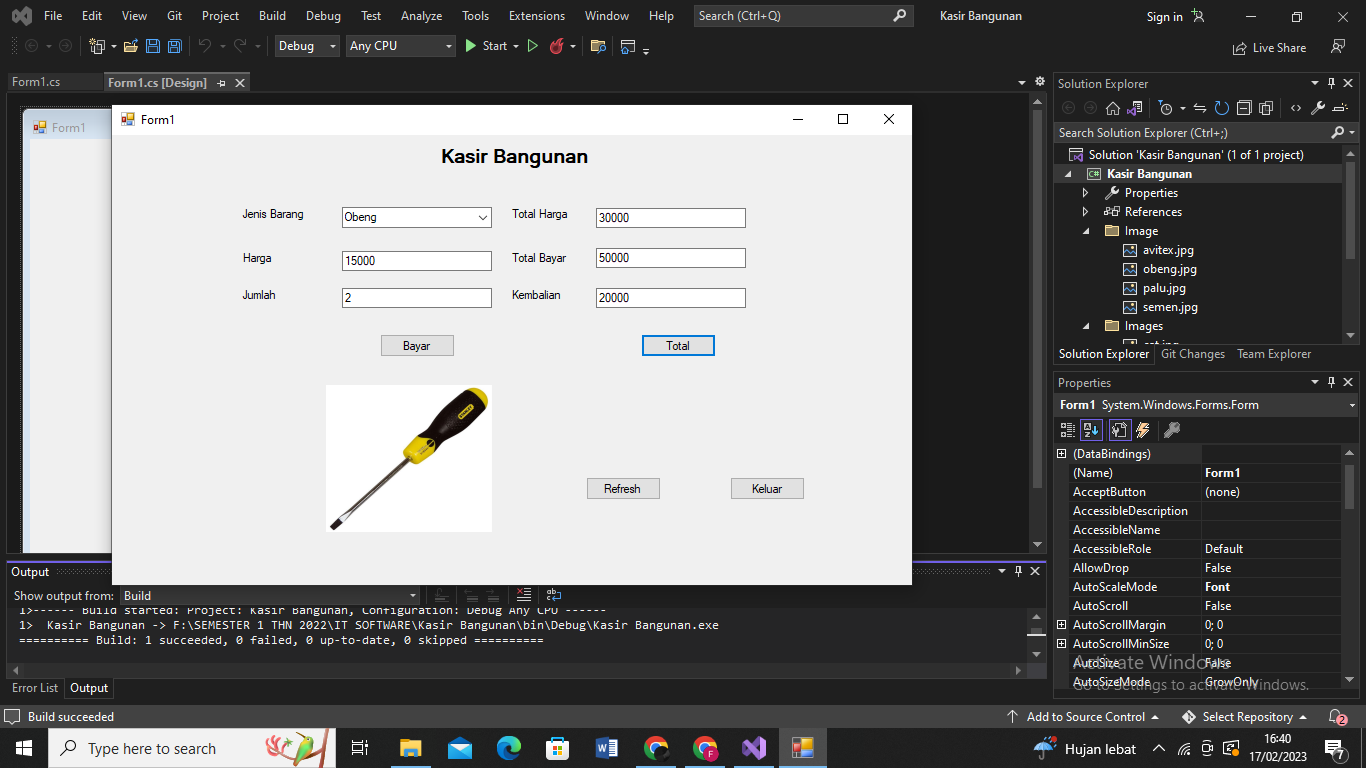 File Edit View Git Project Build Debug Test Analyze Tools Extensions Window Help Search (Ctrl+Q) Kasir Bangunan Sign in
Debug Any CPU Start Live Share
Form1.cs Form1.cs [Design]
Form1
Form1
Kasir Bangunan
Jenis Barang Obeng Total Harga 30000
Harga 15000 Total Bayar 50000
Jumlah 2 Kembalian 20000
Bayar Total
STANLEY
Refresh Keluar
Solution Explorer
Search Solution Explorer (Ctrl+;)
Solution 'Kasir Bangunan' (1 of 1 project)
C# Kasir Bangunan
Properties
References
Image
avitex.jpg
obeng.jpg
palu.jpg
semen.jpg
Images
cat.jpg
Solution Explorer Git Changes Team Explorer
Properties
Form1 System.Windows.Forms.Form
(DataBindings)
(Name) Form1
AcceptButton (none)
AccessibleDescription
AccessibleName
AccessibleRole Default
AllowDrop False
AutoScaleMode Font
AutoScroll False
AutoScrollMargin 0; 0
AutoScrollMinSize 0; 0
AutoSize False
AutoSizeMode GrowOnly
Activate Windows
Go to Settings to activate Windows.
Output
Show output from: Build
1>------ Build started: Project: Kasir Bangunan, Configuration: Debug Any CPU ------
1> Kasir Bangunan -> F:\SEMESTER 1 THN 2022\IT SOFTWARE\Kasir Bangunan\bin\Debug\Kasir Bangunan.exe
========== Build: 1 succeeded, 0 failed, 0 up-to-date, 0 skipped ==========
Error List Output
Build succeeded Add to Source Control Select Repository 2
Type here to search Hujan lebat 16:40
17/02/2023 7